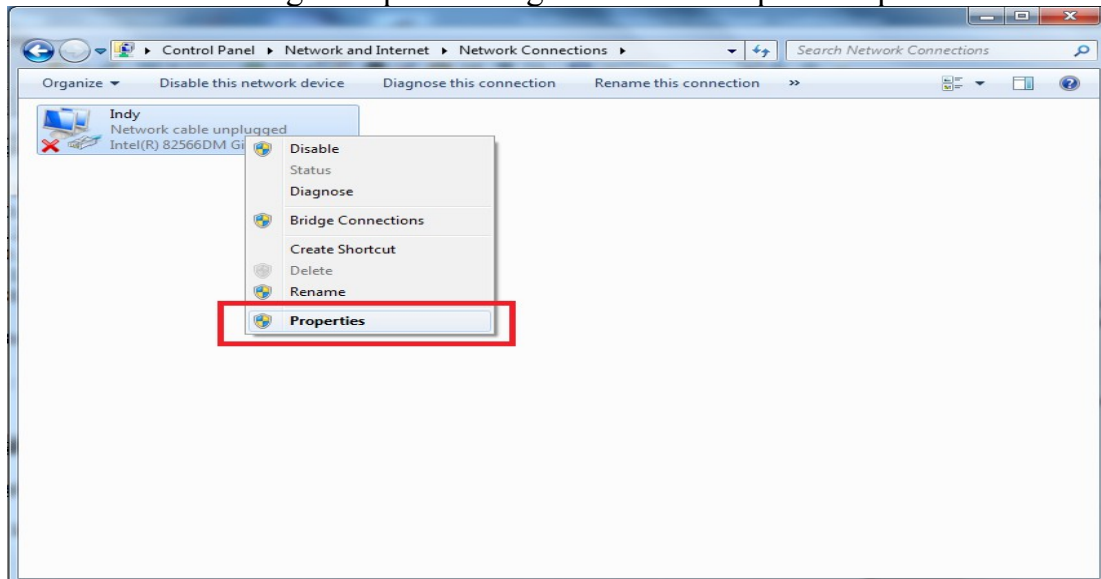 Control Panel ▸ Network and Internet ▸ Network Connections ▸ Search Network Connections
Organize Disable this network device Diagnose this connection Rename this connection »
Indy
Network cable unplugged
Intel(R) 82566DM
Disable
Status
Diagnose
Bridge Connections
Create Shortcut
Delete
Rename
Properties